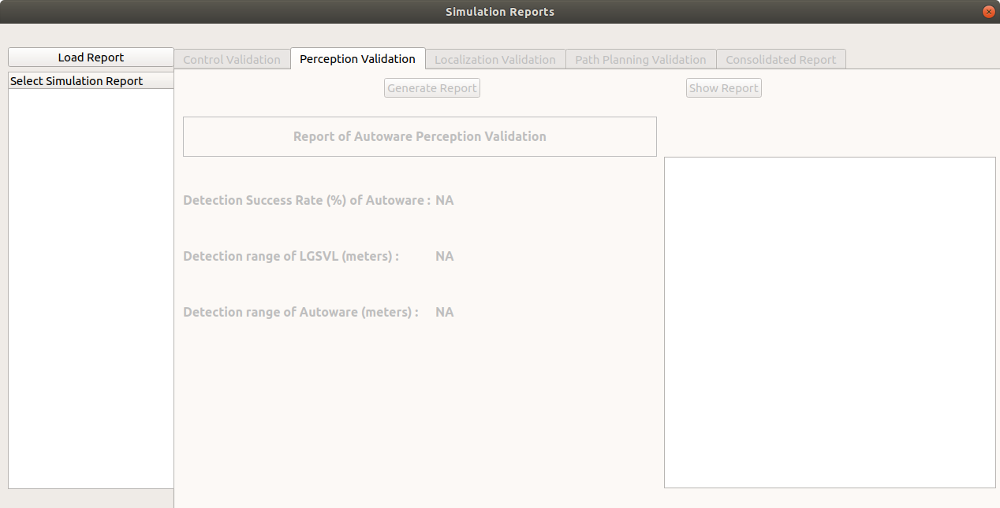 Simulation Reports
Load Report
Control Validation
Perception Validation
Localization Validation
Path Planning Validation
Consolidated Report
Select Simulation Report
Generate Report
Show Report
Report of Autoware Perception Validation
Detection Success Rate (%) of Autoware : NA
Detection range of LGSVL (meters) : NA
Detection range of Autoware (meters) : NA